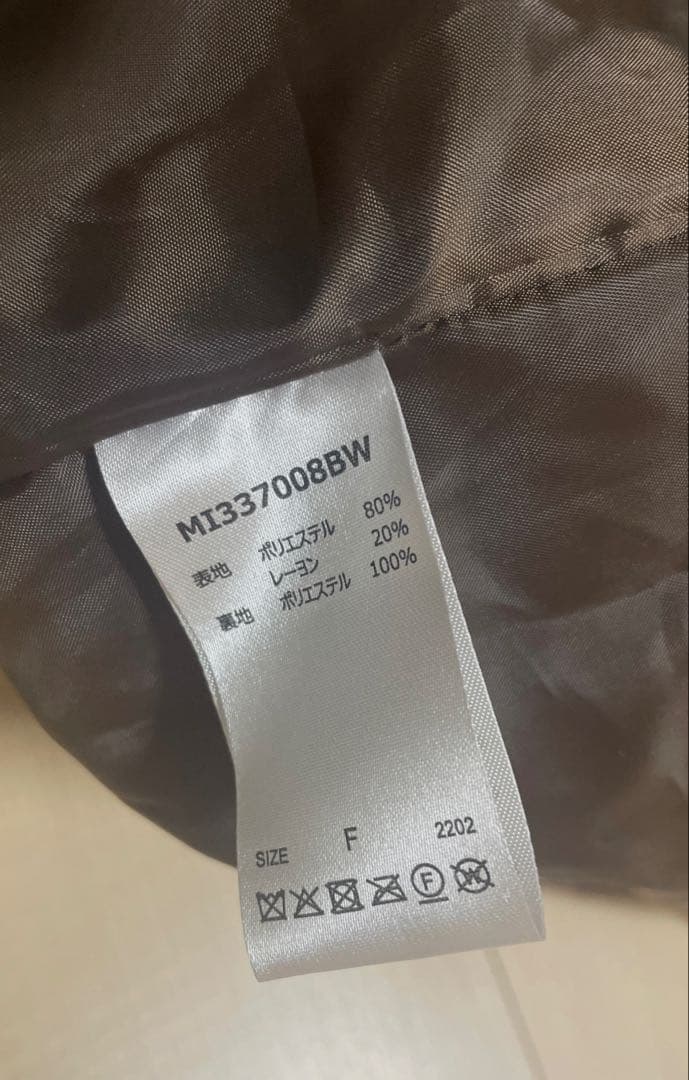 MI337008BW
表地 ポリエステル 80%
レーヨン 20%
裏地 ポリエステル 100%
SIZE F 2202
F W